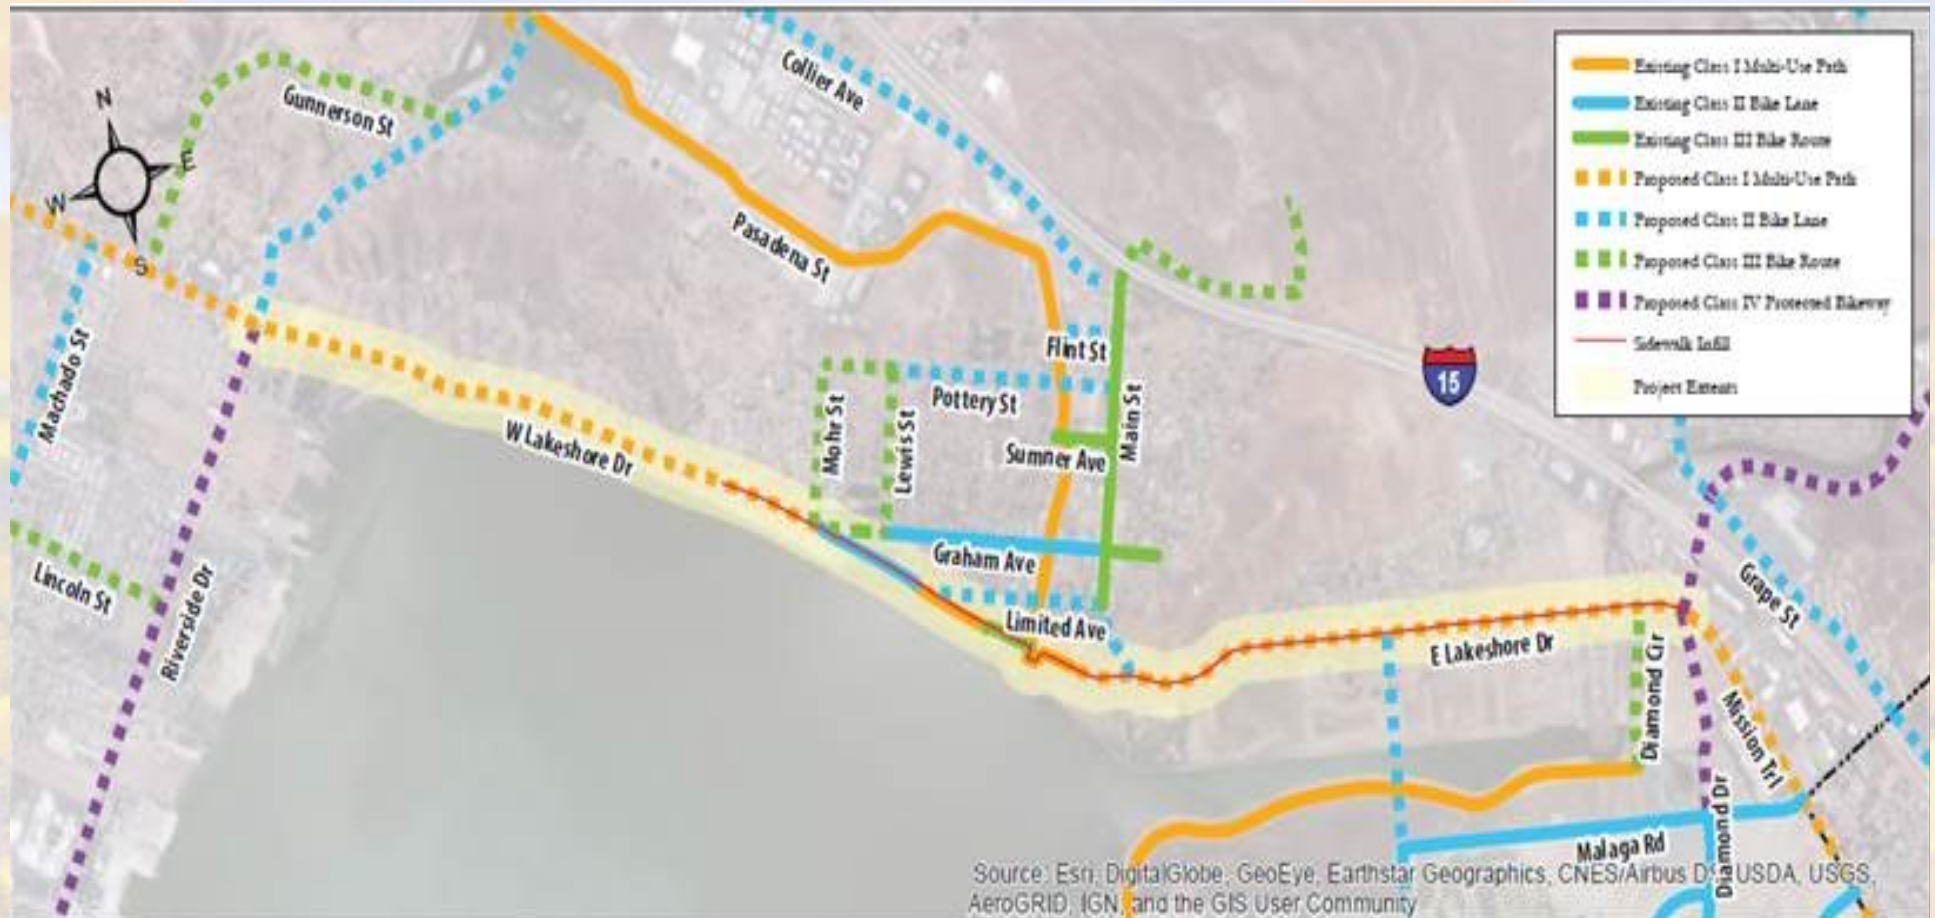 Collier Ave
Gunnerson St
N
E
W
S
Pasadena St
Machado St
Flint St
Pottery St
Mohr St
Lewis St
Main St
Sumner Ave
W Lakeshore Dr
Graham Ave
Limited Ave
Lincoln St
Riverside Dr
15
Existing Class I Multi-Use Path
Existing Class II Bike Lane
Existing Class III Bike Route
Proposed Class I Multi-Use Path
Proposed Class II Bike Lane
Proposed Class III Bike Route
Proposed Class IV Protected Bikeway
Sidewalk Infill
Project Extents
Grape St
E Lakeshore Dr
Diamond Cir
Mission Trl
Diamond Dr
Malaga Rd
Source: Esri, DigitalGlobe, GeoEye, Earthstar Geographics, CNES/Airbus DS, USDA, USGS,
AeroGRID, IGN, and the GIS User Community